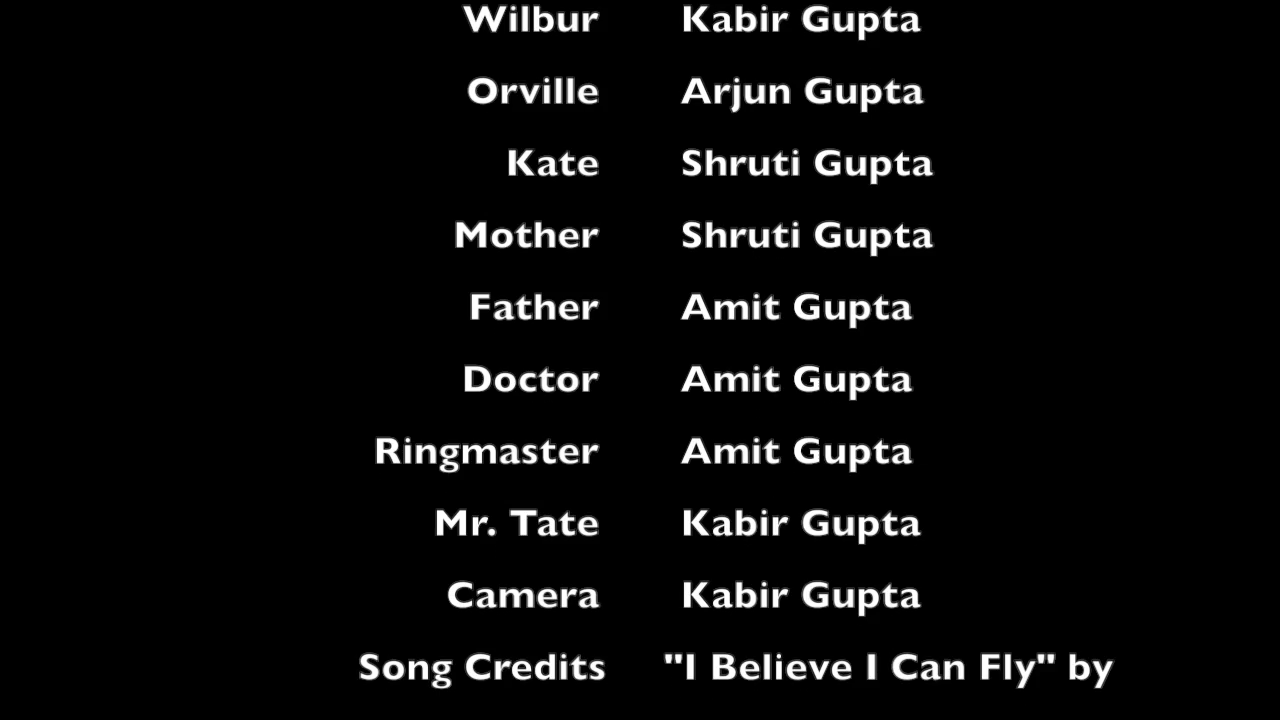 Wilbur Kabir Gupta
Orville Arjun Gupta
Kate Shruti Gupta
Mother Shruti Gupta
Father Amit Gupta
Doctor Amit Gupta
Ringmaster Amit Gupta
Mr. Tate Kabir Gupta
Camera Kabir Gupta
Song Credits "I Believe I Can Fly" by